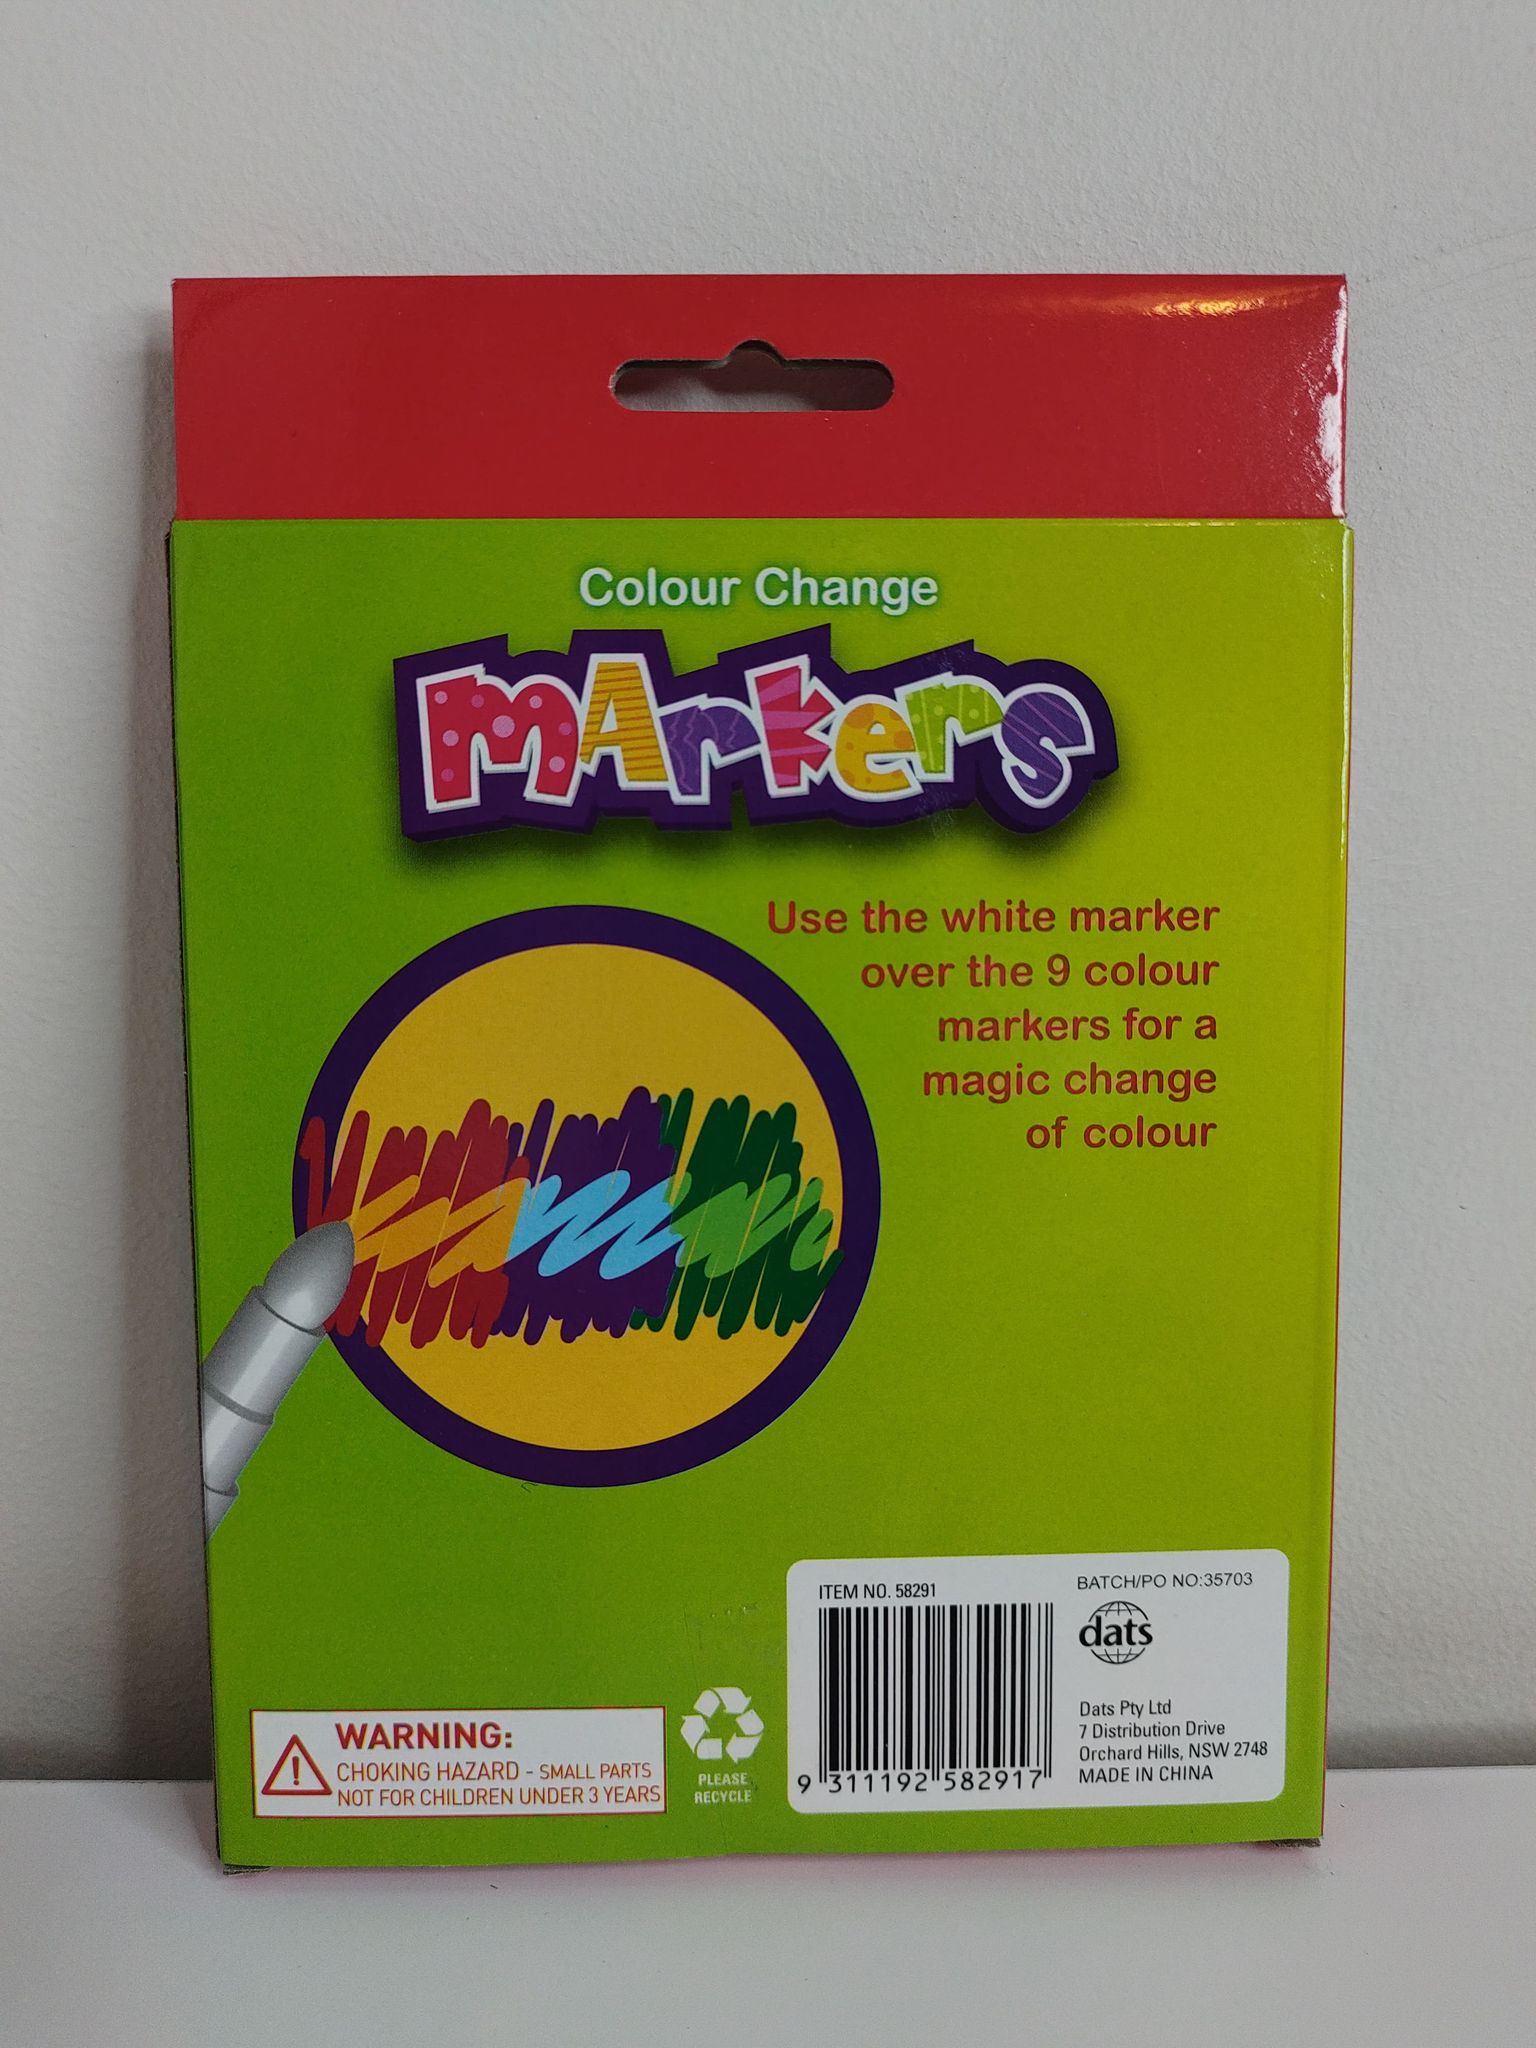 Colour Change
mArkers
Use the white marker
over the 9 colour
markers for a
magic change
of colour
ITEM NO. 58291
BATCH/PO NO:35703
dats
Dats Pty Ltd
7 Distribution Drive
Orchard Hills, NSW 2748
MADE IN CHINA
9 311192 582917
WARNING:
CHOKING HAZARD - SMALL PARTS
NOT FOR CHILDREN UNDER 3 YEARS
PLEASE
RECYCLE